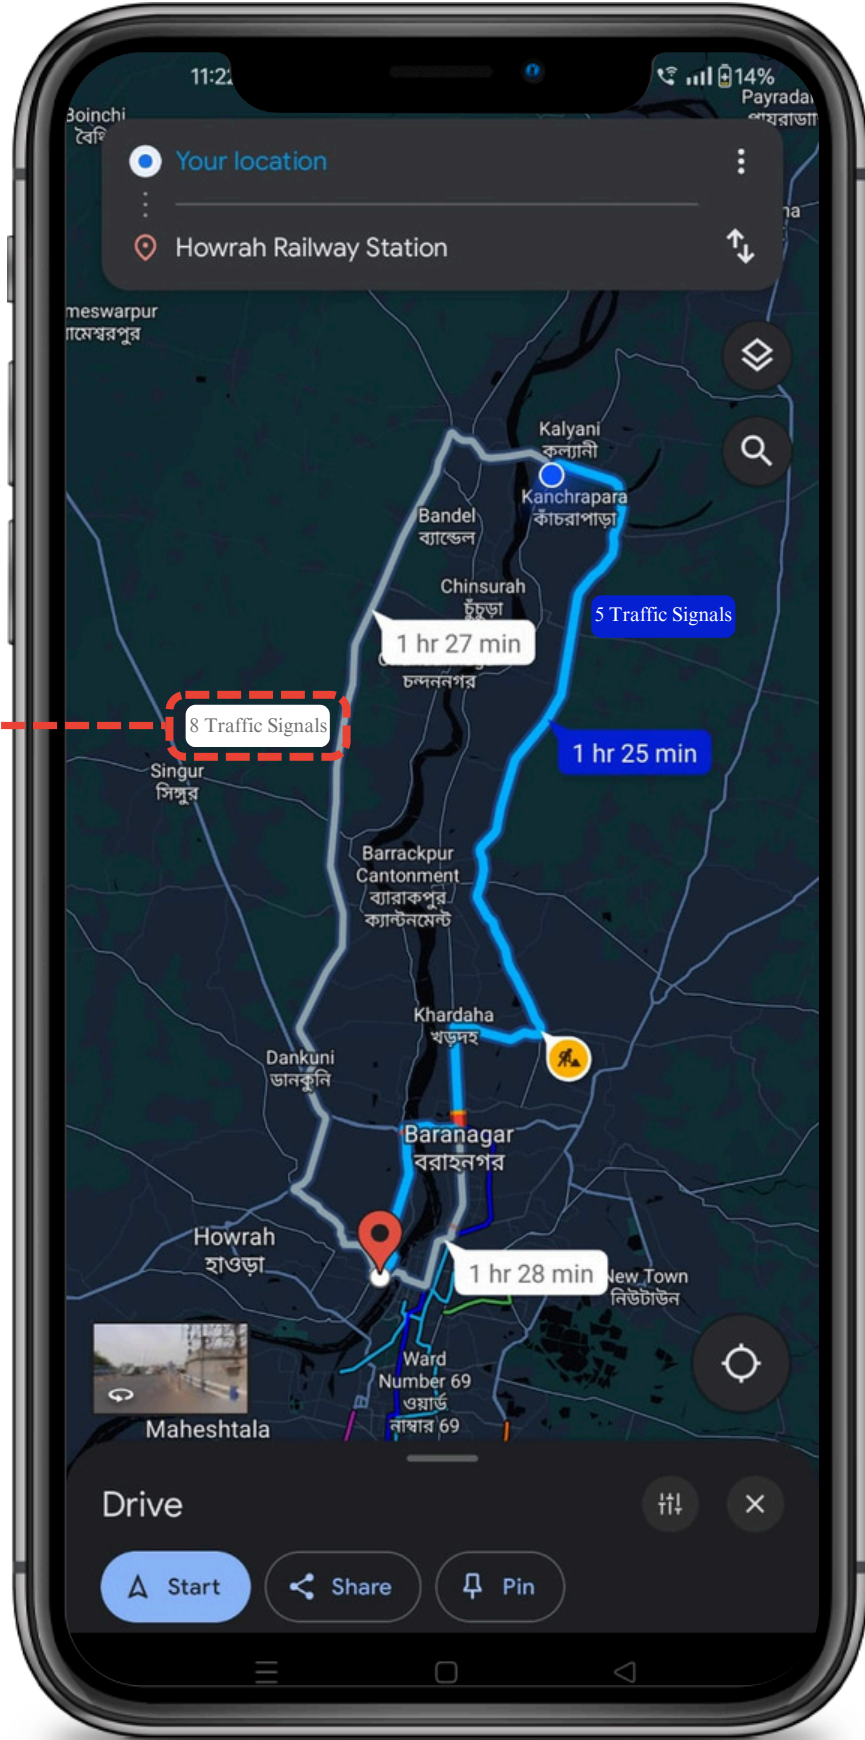 14%
Payradan
Boinchi
Your location
Howrah Railway Station
meswarpur
ামেশ্বরপুর
Kalyani
কল্যানী
Kanchrapara
কাঁচরাপাড়া
Bandel
ব্যান্ডেল
Chinsurah
চুঁচুড়া
5 Traffic Signals
1 hr 27 min
চন্দননগর
8 Traffic Signals
1 hr 25 min
Singur
সিঙ্গুর
Barrackpur
Cantonment
ব্যারাকপুর
ক্যান্টনমেন্ট
Khardaha
খড়দহ
Dankuni
ডানকুনি
Baranagar
বরাহনগর
Howrah
হাওড়া
1 hr 28 min
New Town
নিউটাউন
Ward
Number 69
ওয়ার্ড
নাম্বার 69
Maheshtala
Drive
Start
Share
Pin